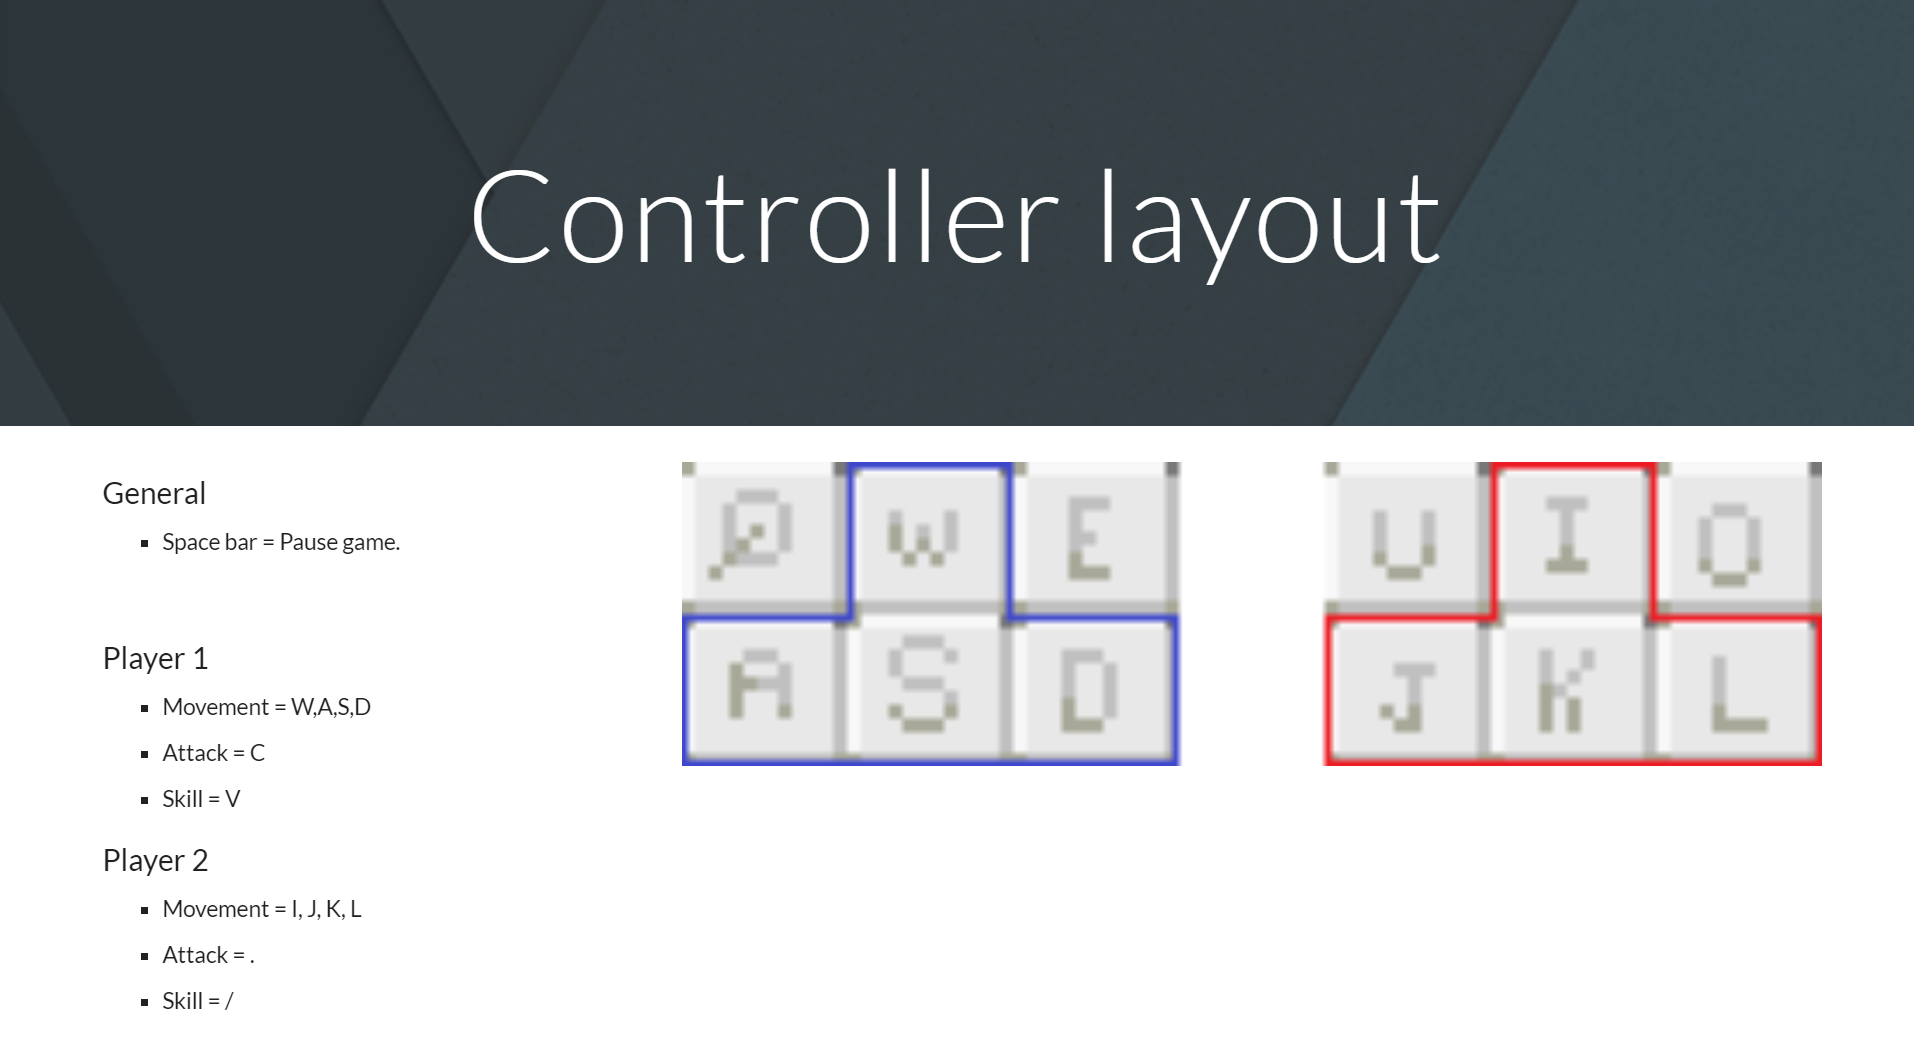 Controller layout
General
▪ Space bar = Pause game.
Player 1
▪ Movement = W,A,S,D
▪ Attack = C
▪ Skill = V
Player 2
▪ Movement = I, J, K, L
▪ Attack = .
▪ Skill = /
Q W E
A S D
U I O
J K L